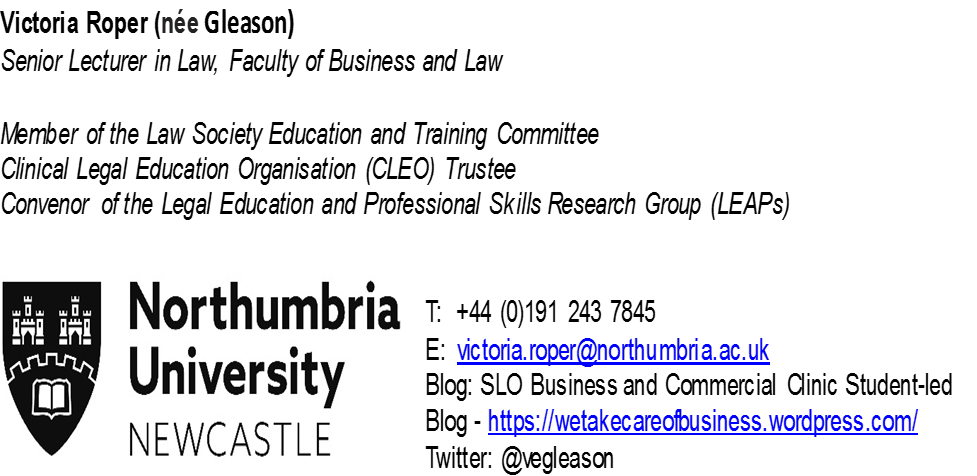 Victoria Roper (née Gleason)
Senior Lecturer in Law, Faculty of Business and Law
Member of the Law Society Education and Training Committee
Clinical Legal Education Organisation (CLEO) Trustee
Convenor of the Legal Education and Professional Skills Research Group (LEAPs)
Northumbria
University
NEWCASTLE
T: +44 (0)191 243 7845
E: victoria.roper@northumbria.ac.uk
Blog: SLO Business and Commercial Clinic Student-led
Blog - https://wetakecareofbusiness.wordpress.com/
Twitter: @vegleason